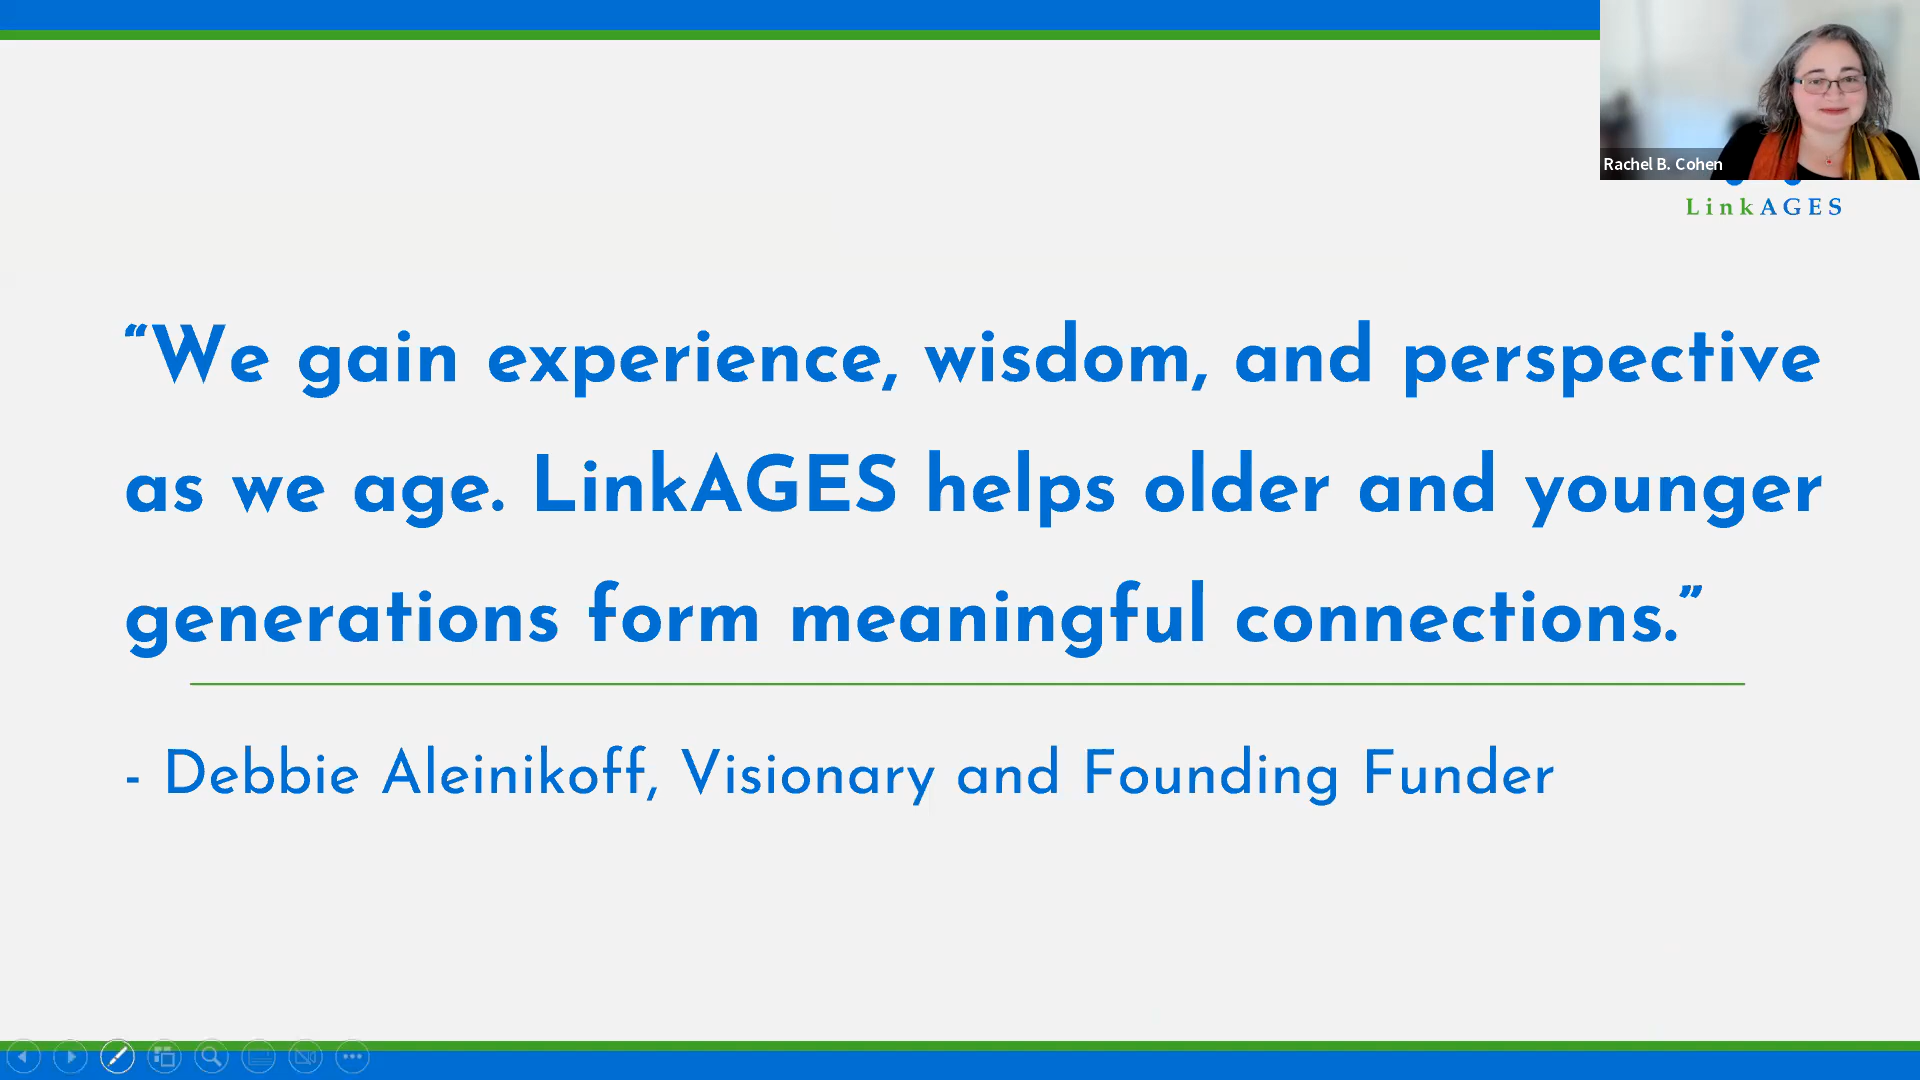 Rachel B. Cohen
LinkAGES
“We gain experience, wisdom, and perspective
as we age. LinkAGES helps older and younger
generations form meaningful connections.”
- Debbie Aleinikoff, Visionary and Founding Funder